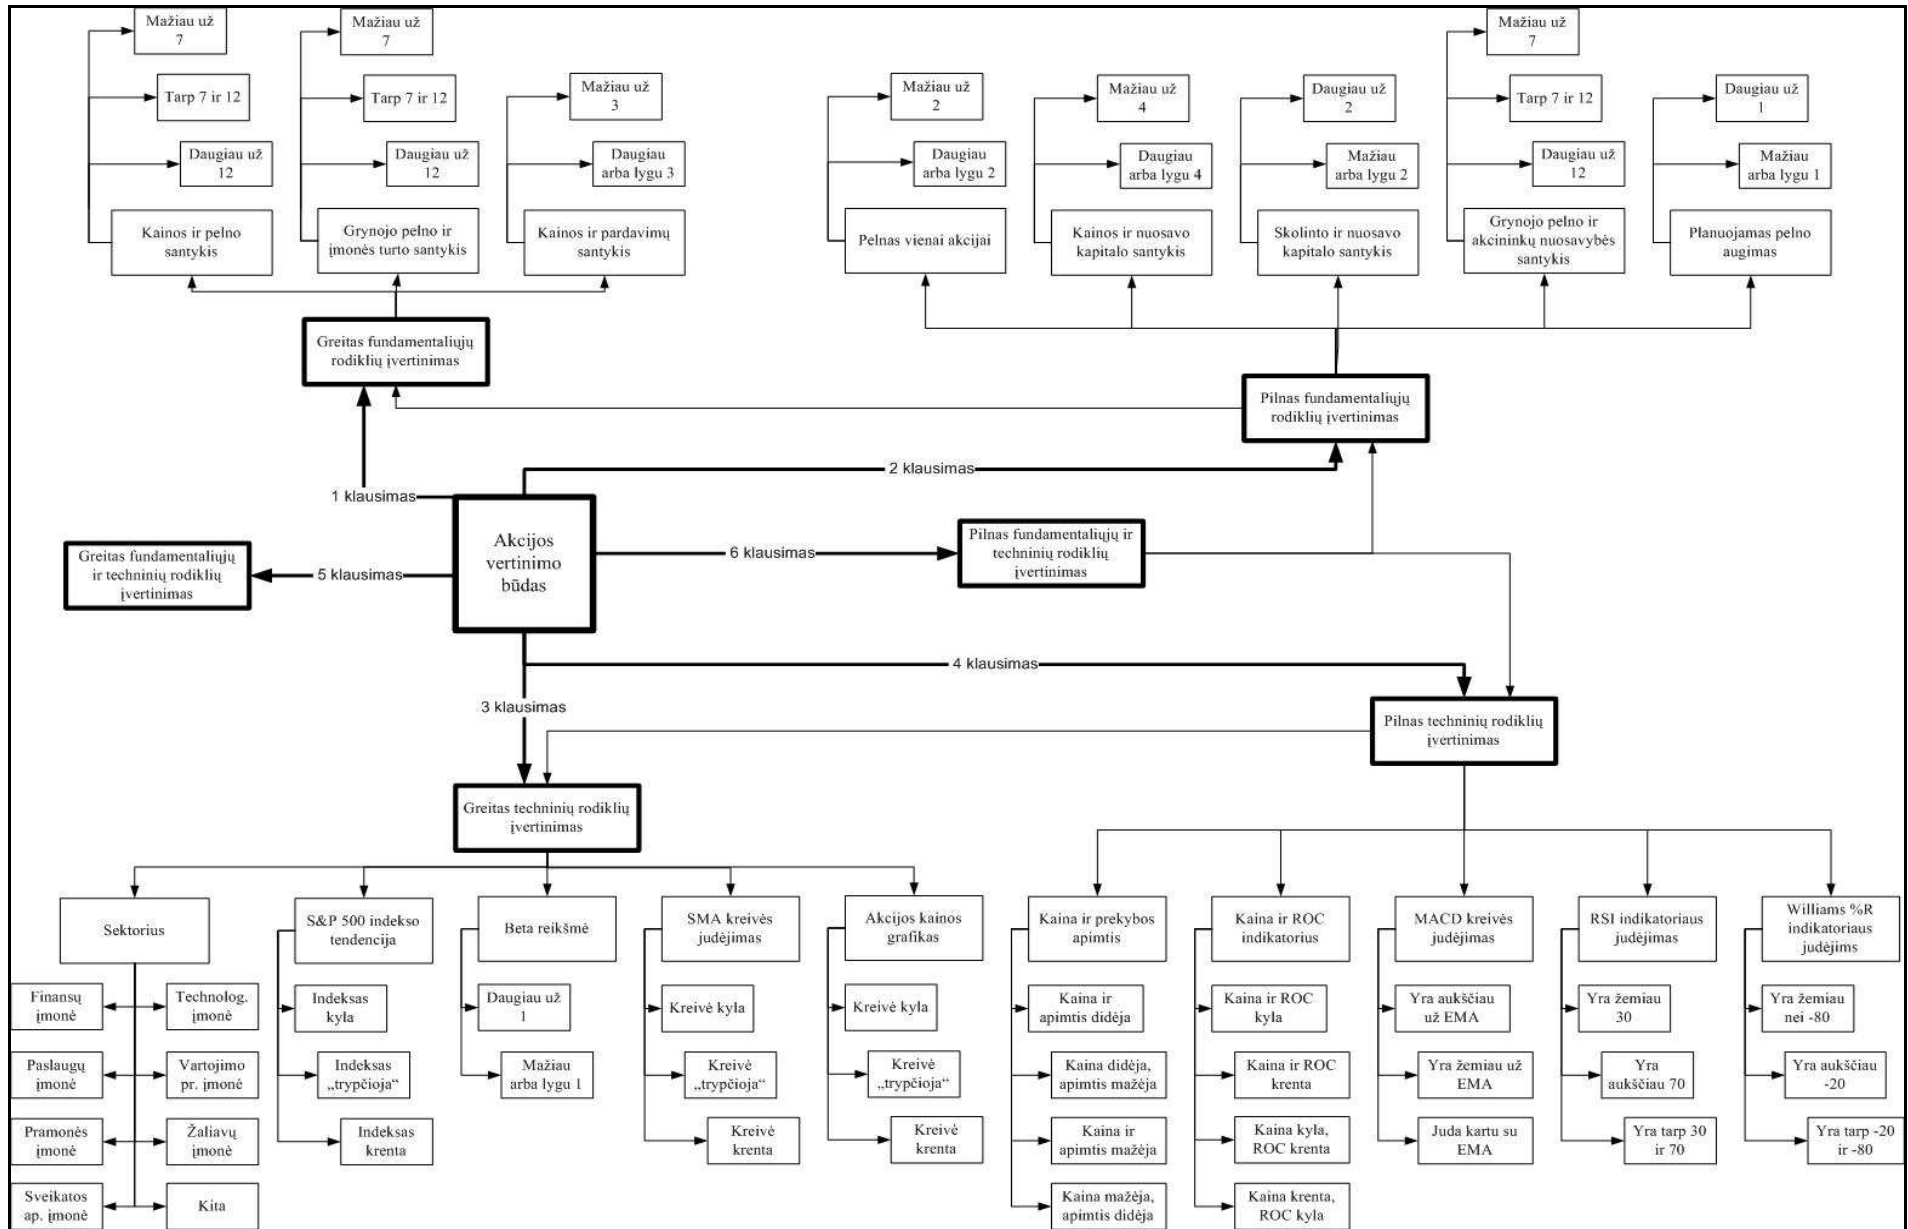 Mažiau už
7
Tarp 7 ir 12
Daugiau už
12
Kainos ir pelno
santykis
Mažiau už
7
Tarp 7 ir 12
Daugiau už
12
Grynojo pelno ir
įmonės turto santykis
Mažiau už
3
Daugiau
arba lygu 3
Kainos ir pardavimų
santykis
Mažiau už
2
Daugiau
arba lygu 2
Pelnas vienai akcijai
Mažiau už
4
Daugiau
arba lygu 4
Kainos ir nuosavo
kapitalo santykis
Daugiau už
2
Mažiau
arba lygu 2
Skolinto ir nuosavo
kapitalo santykis
Mažiau už
7
Tarp 7 ir 12
Daugiau už
12
Grynojo pelno ir
akcininkų nuosavybės
santykis
Daugiau už
1
Mažiau
arba lygu 1
Planuojamas pelno
augimas
Greitas fundamentaliųjų
rodiklių įvertinimas
Pilnas fundamentaliųjų
rodiklių įvertinimas
2 klausimas
1 klausimas
Akcijos
vertinimo
būdas
6 klausimas
Pilnas fundamentaliųjų ir
techninių rodiklių
įvertinimas
Greitas fundamentaliųjų
ir techninių rodiklių
įvertinimas
5 klausimas
4 klausimas
3 klausimas
Pilnas techninių rodiklių
įvertinimas
Greitas techninių rodiklių
įvertinimas
Sektorius
Finansų
įmonė
Technolog.
įmonė
Paslaugų
įmonė
Vartojimo
pr. įmonė
Pramonės
įmonė
Žaliavų
įmonė
Sveikatos
ap. įmonė
Kita
S&P 500 indekso
tendencija
Indeksas
kyla
Indeksas
„trypčioja“
Indeksas
krenta
Beta reikšmė
Daugiau už
1
Mažiau
arba lygu 1
SMA kreivės
judėjimas
Kreivė kyla
Kreivė
„trypčioja“
Kreivė
krenta
Akcijos kainos
grafikas
Kreivė kyla
Kreivė
„trypčioja“
Kreivė
krenta
Kaina ir prekybos
apimtis
Kaina ir
apimtis didėja
Kaina didėja,
apimtis mažėja
Kaina ir
apimtis mažėja
Kaina mažėja,
apimtis didėja
Kaina ir ROC
indikatorius
Kaina ir ROC
kyla
Kaina ir ROC
krenta
Kaina kyla,
ROC krenta
Kaina krenta,
ROC kyla
MACD kreivės
judėjimas
Yra aukščiau
už EMA
Yra žemiau už
EMA
Juda kartu su
EMA
RSI indikatoriaus
judėjimas
Yra žemiau
30
Yra
aukščiau 70
Yra tarp 30
ir 70
Williams %R
indikatoriaus
judėjims
Yra žemiau
nei -80
Yra aukščiau
-20
Yra tarp -20
ir -80